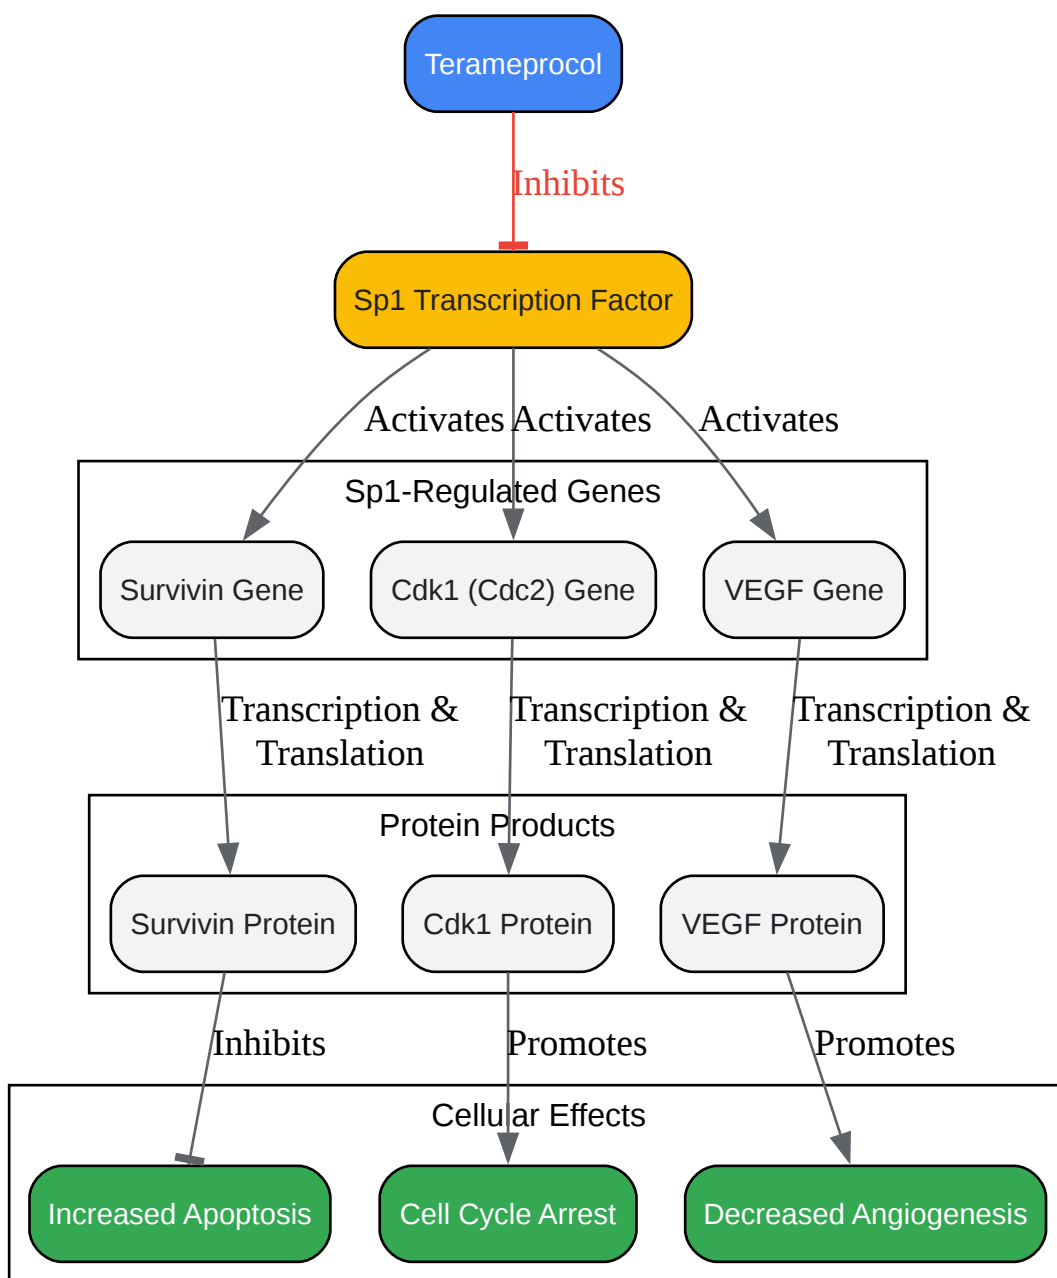 Terameprocol
Inhibits
Sp1 Transcription Factor
Activates Activates Activates
Sp1-Regulated Genes
Survivin Gene Cdk1 (Cdc2) Gene VEGF Gene
Transcription & Transcription & Transcription &
Translation Translation Translation
Protein Products
Survivin Protein Cdk1 Protein VEGF Protein
Inhibits Promotes Promotes
Cellular Effects
Increased Apoptosis Cell Cycle Arrest Decreased Angiogenesis